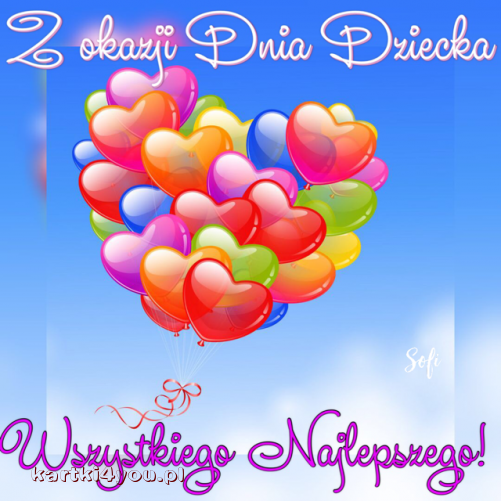 Z okazji Dnia Dziecka
Sofi
Wszystkiego Najlepszego!
kartki4you.pl